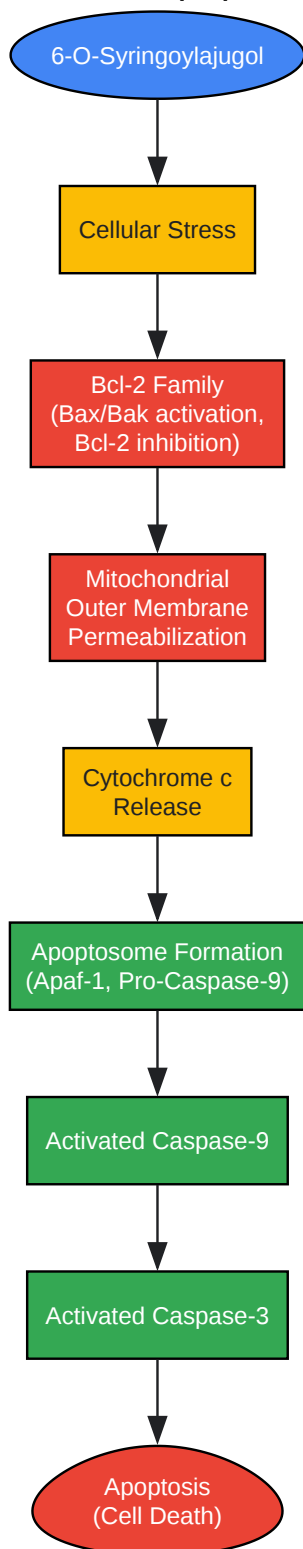 6-O-Syringoylajugol
Cellular Stress
Bcl-2 Family
(Bax/Bak activation,
Bcl-2 inhibition)
Mitochondrial
Outer Membrane
Permeabilization
Cytochrome c
Release
Apoptosome Formation
(Apaf-1, Pro-Caspase-9)
Activated Caspase-9
Activated Caspase-3
Apoptosis
(Cell Death)